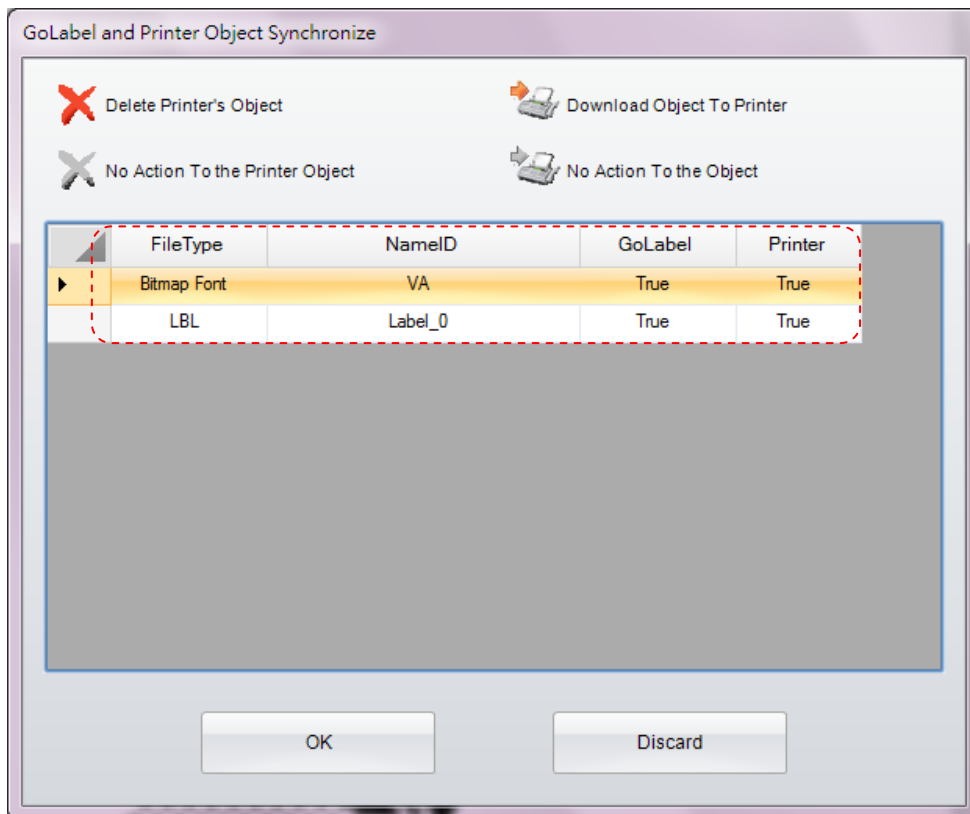 GoLabel and Printer Object Synchronize
Delete Printer's Object Download Object To Printer
No Action To the Printer Object No Action To the Object
FileType NameID GoLabel Printer
Bitmap Font VA True True
LBL Label_0 True True
OK Discard